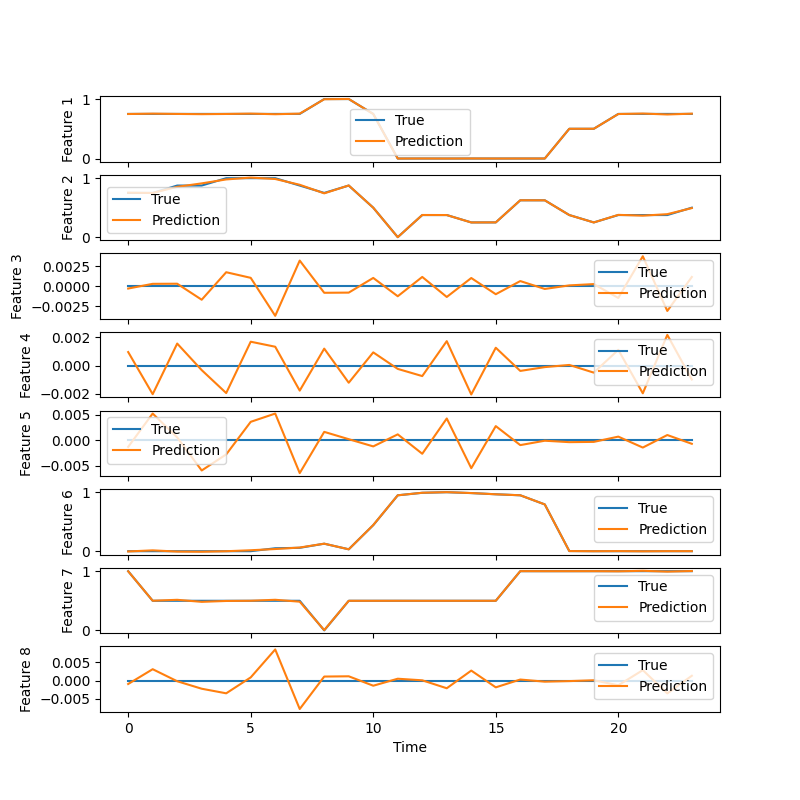 Feature 1
1
0
True
Prediction
Feature 2
1
0
True
Prediction
Feature 3
0.0025
0.0000
−0.0025
True
Prediction
Feature 4
0.002
0.000
−0.002
True
Prediction
Feature 5
0.005
0.000
−0.005
True
Prediction
Feature 6
1
0
True
Prediction
Feature 7
1
0
True
Prediction
Feature 8
0.005
0.000
−0.005
True
Prediction
0 5 10 15 20
Time